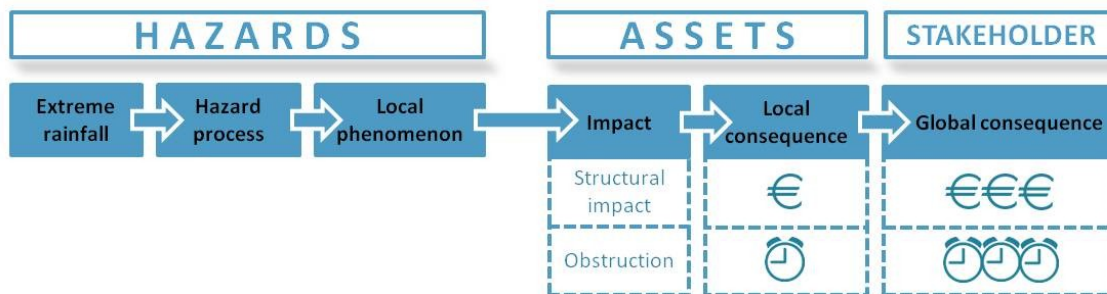 HAZARDS
ASSETS
STAKEHOLDER
Extreme
rainfall
Hazard
process
Local
phenomenon
Impact
Local
consequence
Global consequence
Structural
impact
€
€€€
Obstruction